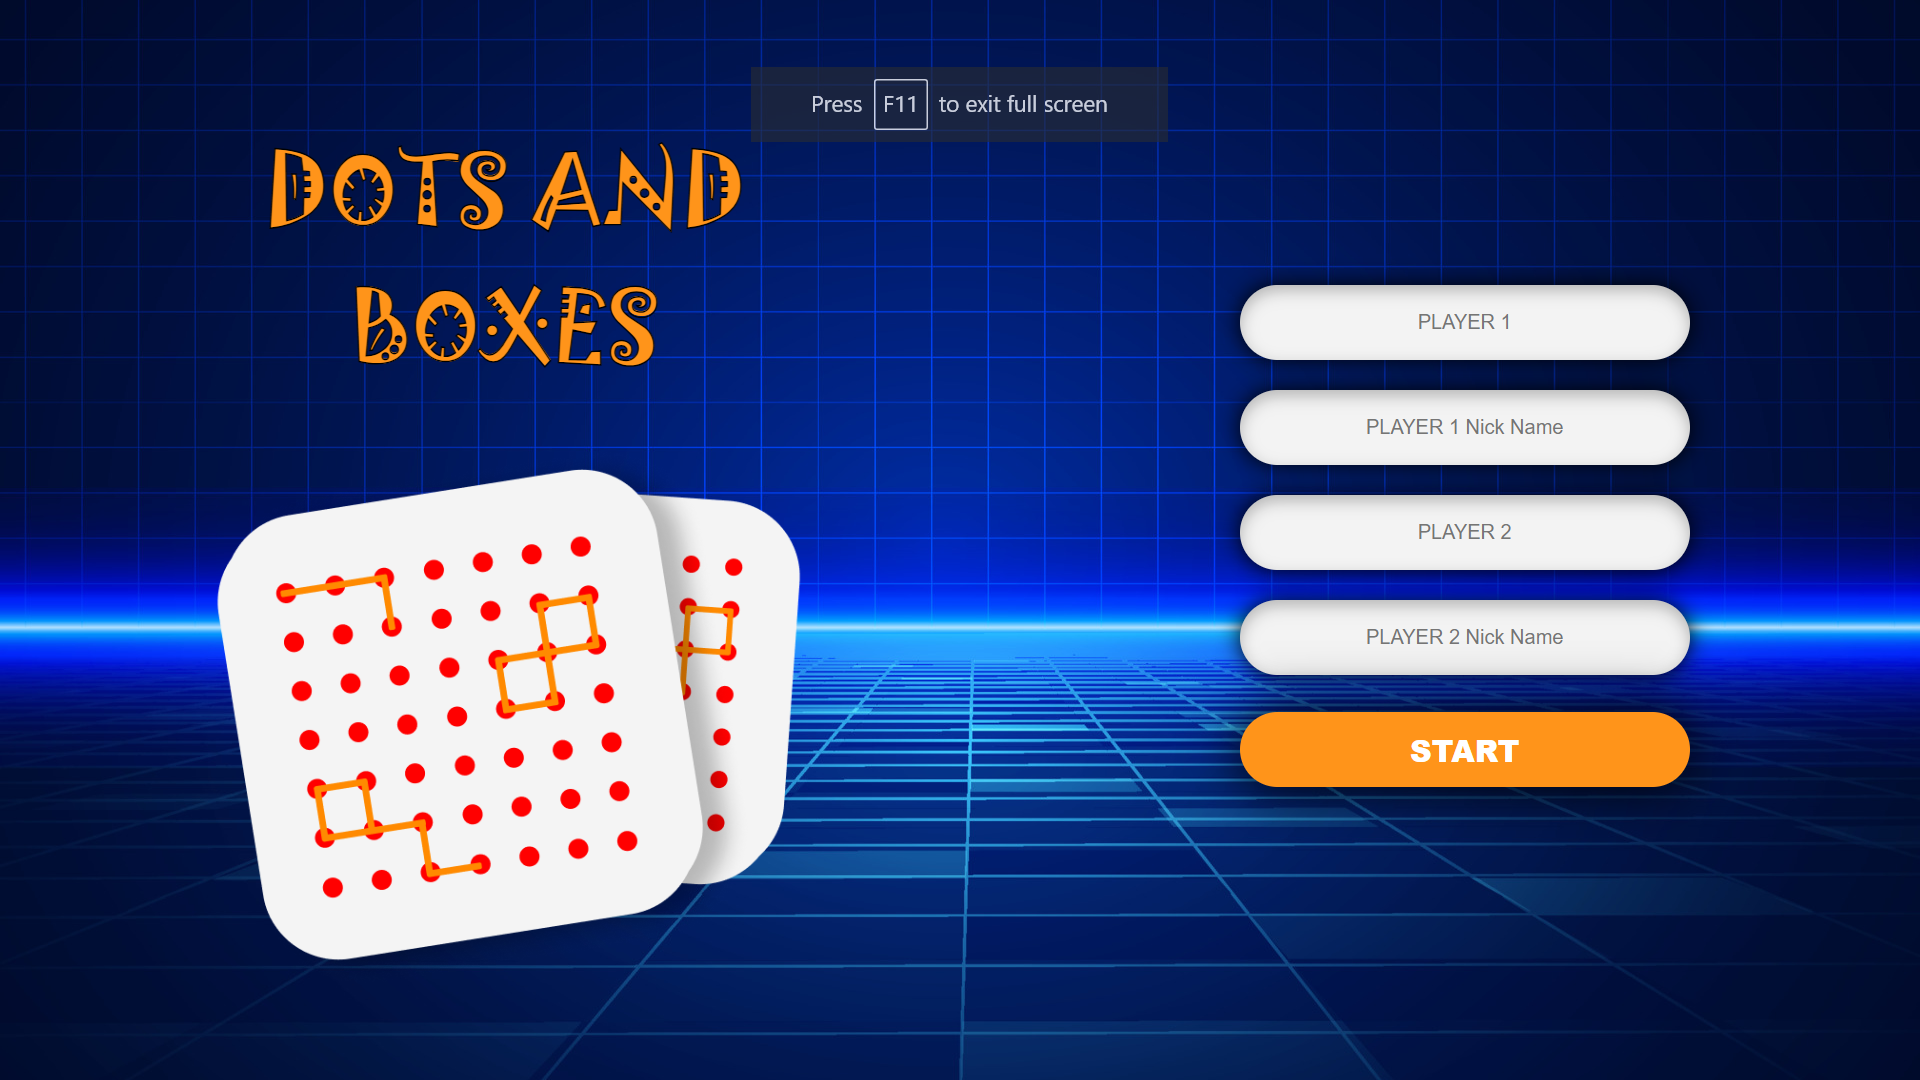 Press F11 to exit full screen
DOTS AND
BOXES
PLAYER 1
PLAYER 1 Nick Name
PLAYER 2
PLAYER 2 Nick Name
START